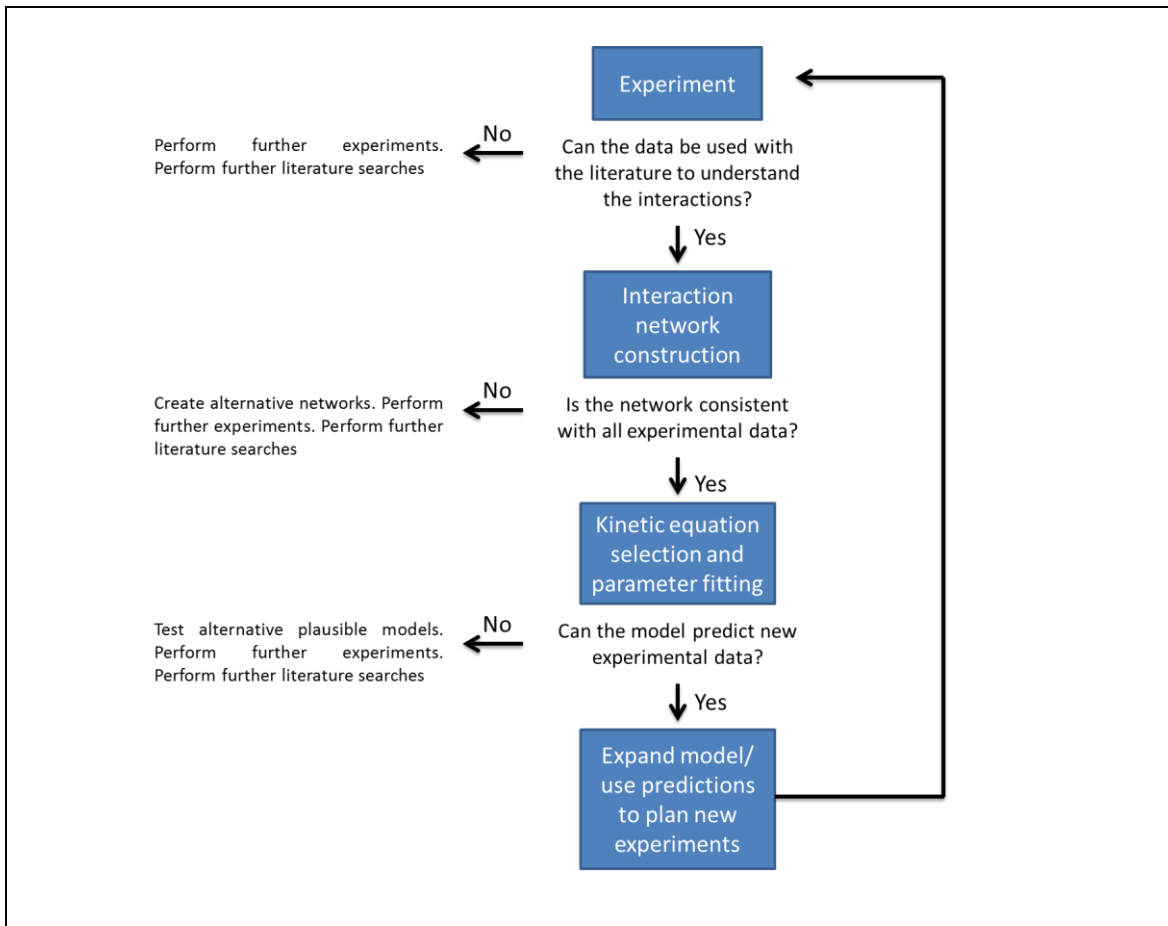 Experiment
No
Perform further experiments.
Perform further literature searches
Can the data be used with
the literature to understand
the interactions?
Yes
Interaction
network
construction
No
Create alternative networks. Perform
further experiments. Perform further
literature searches
Is the network consistent
with all experimental data?
Yes
Kinetic equation
selection and
parameter fitting
No
Test alternative plausible models.
Perform further experiments.
Perform further literature searches
Can the model predict new
experimental data?
Yes
Expand model/
use predictions
to plan new
experiments